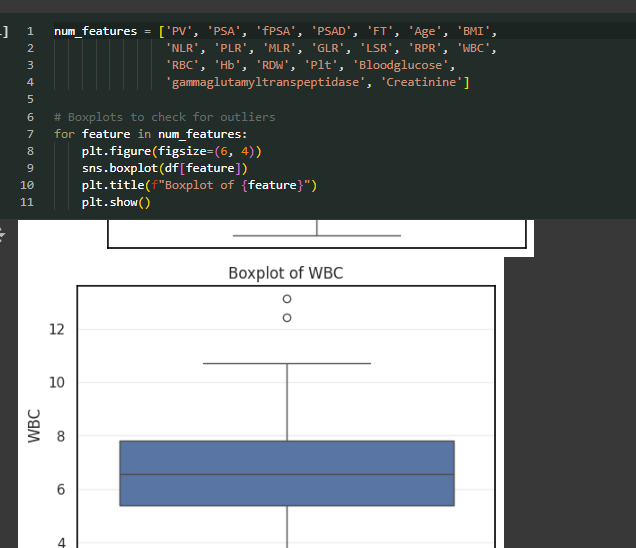 1] 1 num_features = ['PV', 'PSA', 'fPSA', 'PSAD', 'FT', 'Age', 'BMI',
2 'NLR', 'PLR', 'MLR', 'GLR', 'LSR', 'RPR', 'WBC',
3 'RBC', 'Hb', 'RDW', 'Plt', 'Bloodglucose',
4 'gammaglutamyltranspeptidase', 'Creatinine']
5
6 # Boxplots to check for outliers
7 for feature in num_features:
8 plt.figure(figsize=(6, 4))
9 sns.boxplot(df[feature])
10 plt.title(f"Boxplot of {feature}")
11 plt.show()
Boxplot of WBC
12
10
WBC
8
6
4